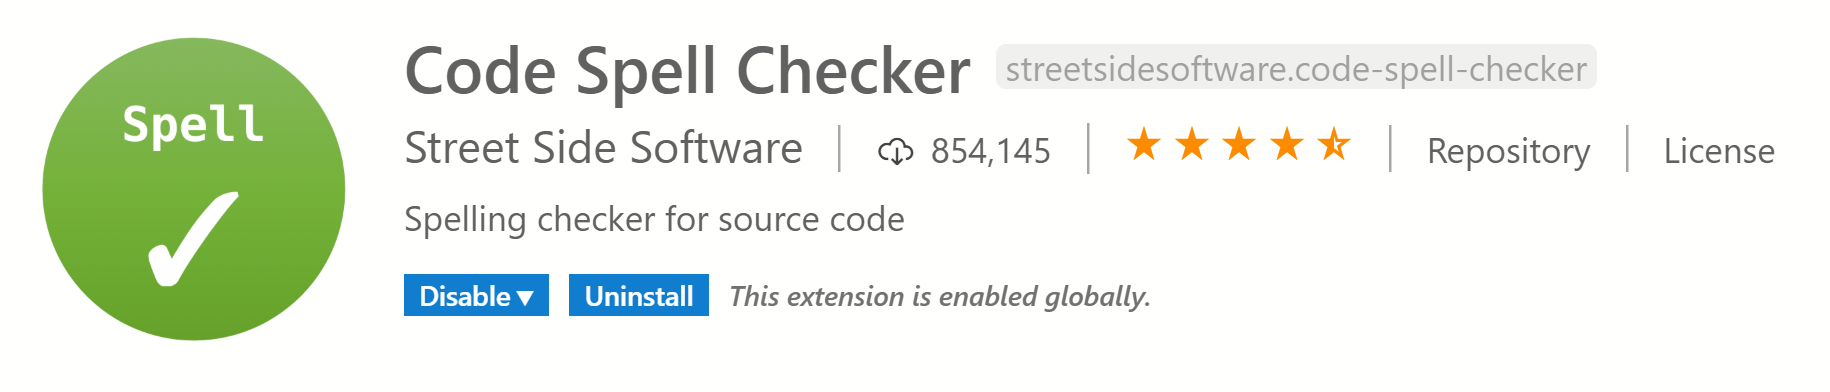 Spell
Code Spell Checker streetsidesoftware.code-spell-checker
Street Side Software 854,145 Repository License
Spelling checker for source code
Disable Uninstall This extension is enabled globally.